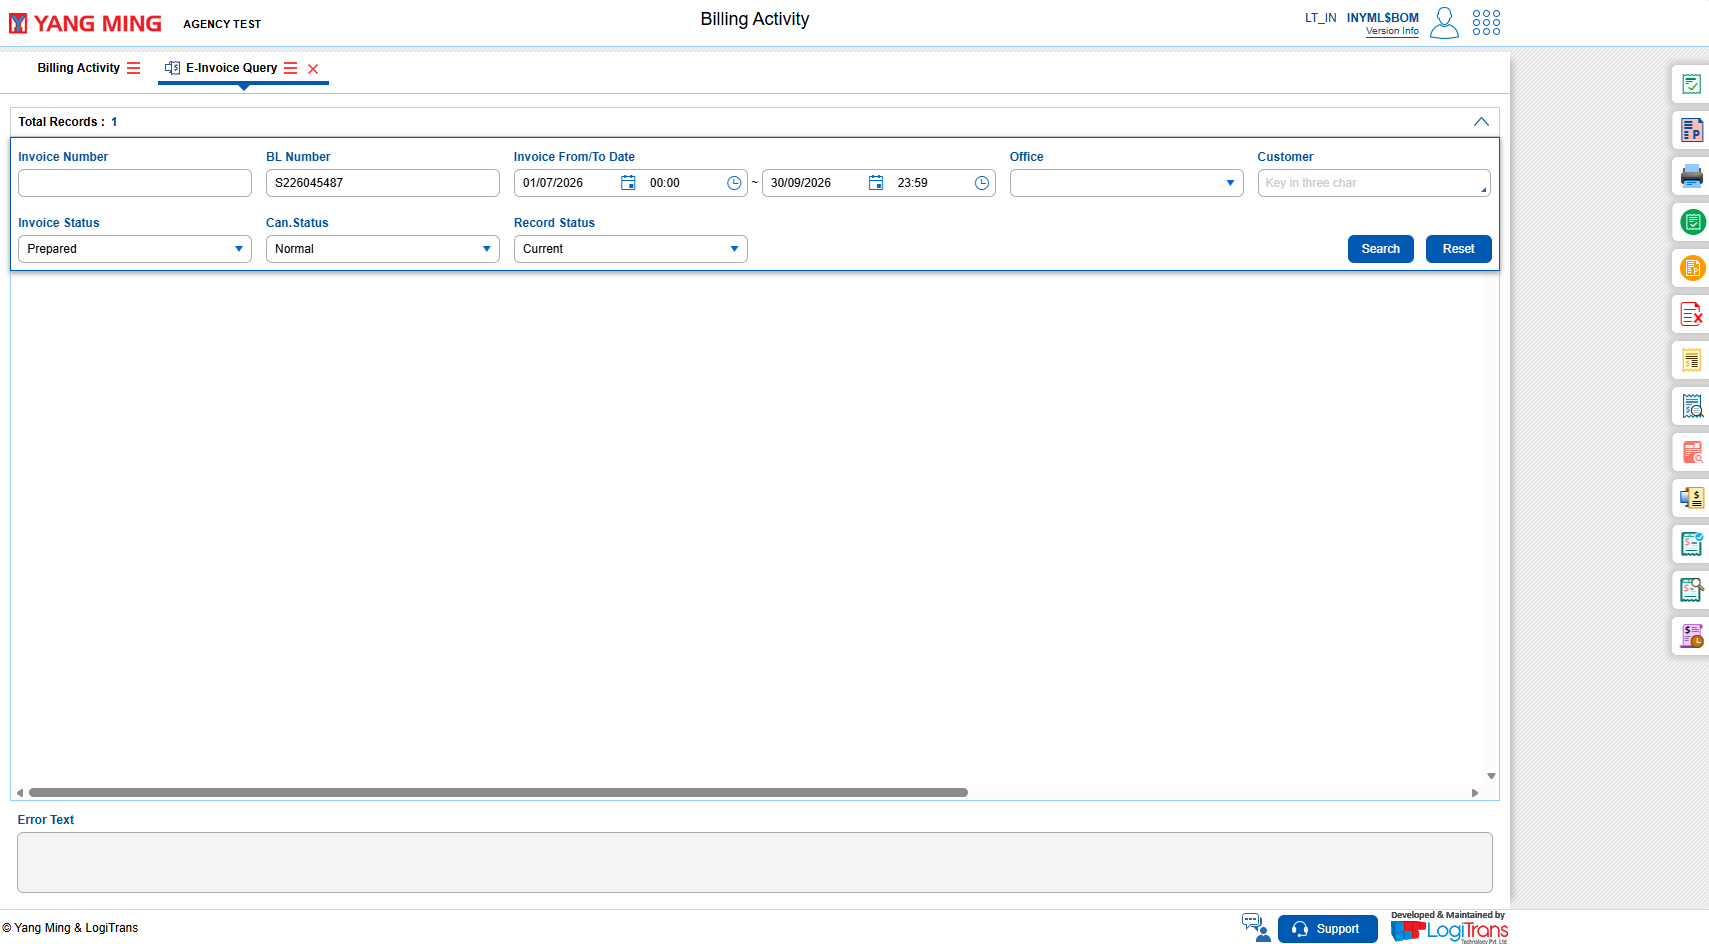 YANG MING AGENCY TEST
Billing Activity
LT_IN INYML$BOM
Version Info
Billing Activity
E-Invoice Query
Total Records : 1
Invoice Number BL Number Invoice From/To Date Office Customer
S226045487 01/07/2026 00:00 ~ 30/09/2026 23:59 Key in three char
Invoice Status Can.Status Record Status
Prepared Normal Current Search Reset
Error Text
© Yang Ming & LogiTrans
Support
Developed & Maintained by
LogiTrans
Technology Pvt. Ltd.